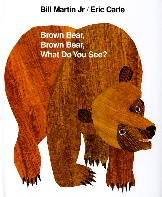 Bill Martin Jr / Eric Carle
Brown Bear,
Brown Bear,
What Do You See?